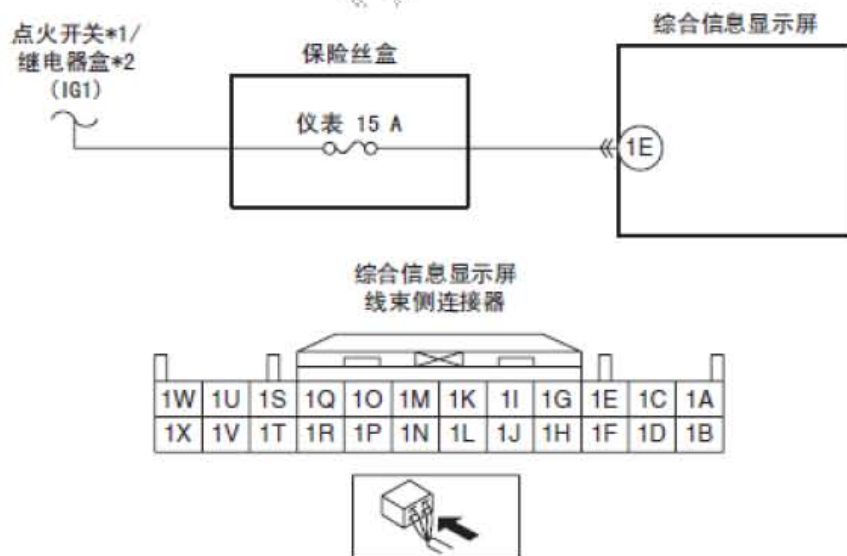 点火开关*1/
继电器盒*2
(IG1)
保险丝盒
仪表 15 A
综合信息显示屏
1E
综合信息显示屏
线束侧连接器
1W 1U 1S 1Q 1O 1M 1K 1I 1G 1E 1C 1A
1X 1V 1T 1R 1P 1N 1L 1J 1H 1F 1D 1B